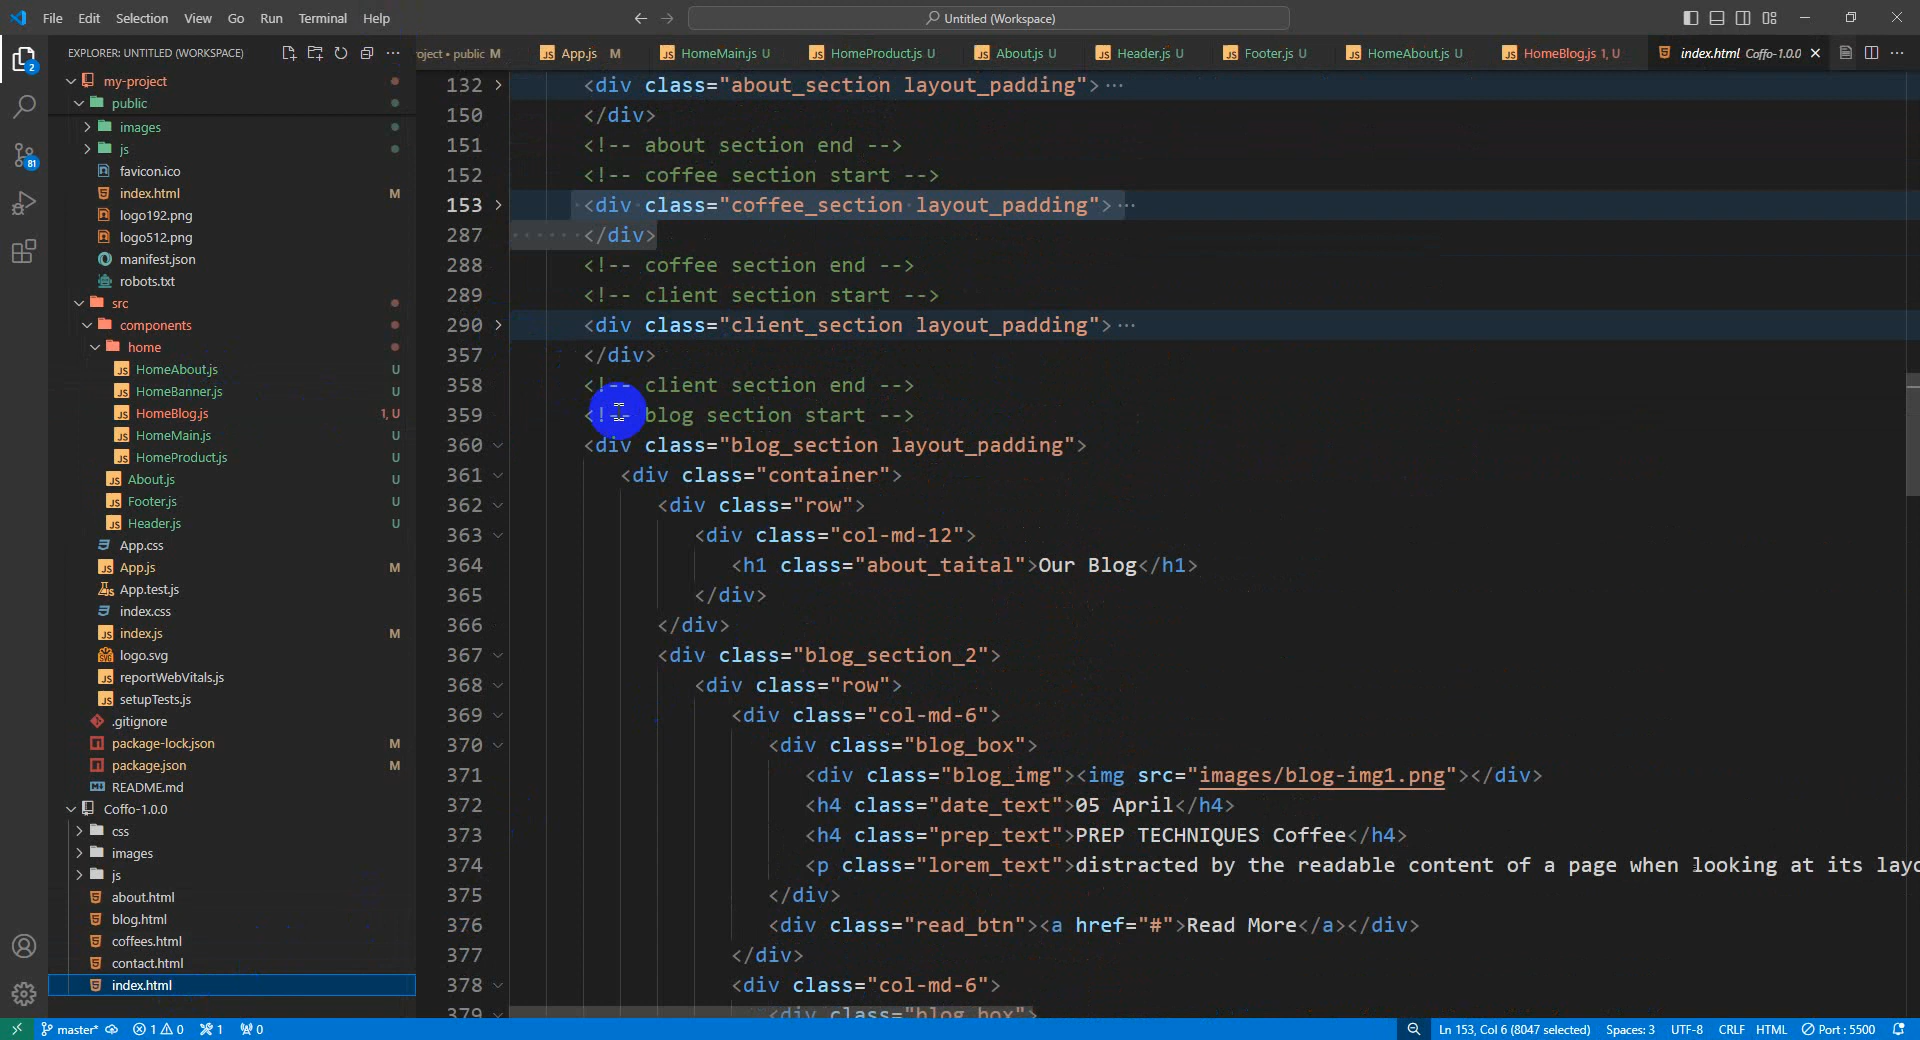 File Edit Selection View Go Run Terminal Help
Untitled (Workspace)
EXPLORER: UNTITLED (WORKSPACE)
oject • public M
App.js M
HomeMain.js U
HomeProduct.js U
About.js U
Header.js U
Footer.js U
HomeAbout.js U
HomeBlog.js 1, U
index.html Coffo-1.0.0
2
81
my-project
public
images
js
favicon.ico
index.html M
logo192.png
logo512.png
manifest.json
robots.txt
src
components
home
HomeAbout.js U
HomeBanner.js U
HomeBlog.js 1, U
HomeMain.js U
HomeProduct.js U
About.js U
Footer.js U
Header.js U
App.css
App.js M
App.test.js
index.css
index.js M
logo.svg
reportWebVitals.js
setupTests.js
.gitignore
package-lock.json M
package.json M
README.md
Coffo-1.0.0
css
images
js
about.html
blog.html
coffees.html
contact.html
index.html
132 <div class="about_section layout_padding">···
150 </div>
151 <!-- about section end -->
152 <!-- coffee section start -->
153 <div class="coffee_section layout_padding">···
287 </div>
288 <!-- coffee section end -->
289 <!-- client section start -->
290 <div class="client_section layout_padding">···
357 </div>
358 <!-- client section end -->
359 <!-- blog section start -->
360 <div class="blog_section layout_padding">
361 <div class="container">
362 <div class="row">
363 <div class="col-md-12">
364 <h1 class="about_taital">Our Blog</h1>
365 </div>
366 </div>
367 <div class="blog_section_2">
368 <div class="row">
369 <div class="col-md-6">
370 <div class="blog_box">
371 <div class="blog_img"><img src="images/blog-img1.png"></div>
372 <h4 class="date_text">05 April</h4>
373 <h4 class="prep_text">PREP TECHNIQUES Coffee</h4>
374 <p class="lorem_text">distracted by the readable content of a page when looking at its layo
375 </div>
376 <div class="read_btn"><a href="#">Read More</a></div>
377 </div>
378 <div class="col-md-6">
379 <div class="blog_box">
master* 1 0 1 0
Ln 153, Col 6 (8047 selected) Spaces: 3 UTF-8 CRLF HTML Port : 5500